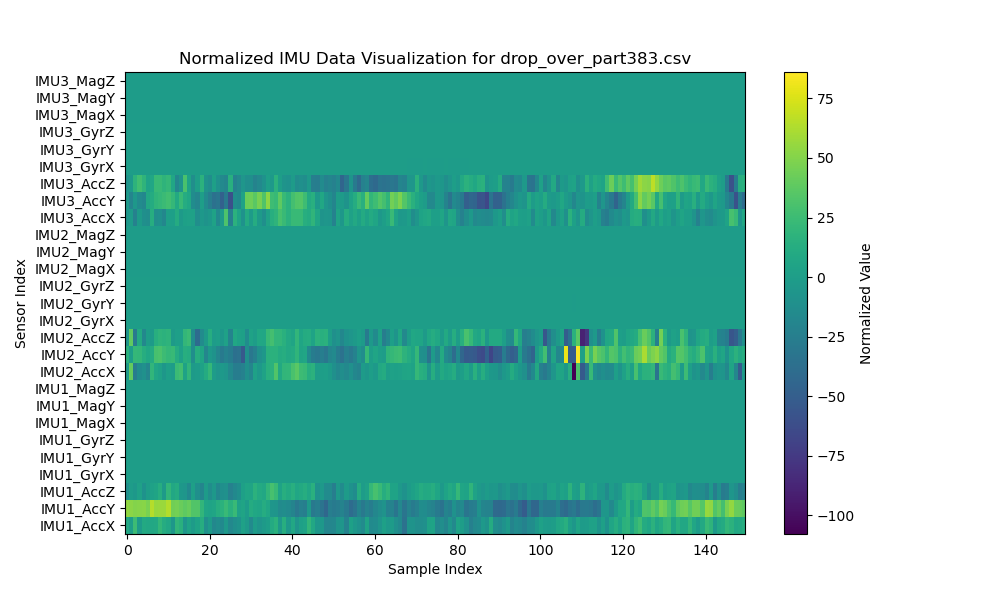 Normalized IMU Data Visualization for drop_over_part383.csv
Sensor Index
IMU3_MagZ
IMU3_MagY
IMU3_MagX
IMU3_GyrZ
IMU3_GyrY
IMU3_GyrX
IMU3_AccZ
IMU3_AccY
IMU3_AccX
IMU2_MagZ
IMU2_MagY
IMU2_MagX
IMU2_GyrZ
IMU2_GyrY
IMU2_GyrX
IMU2_AccZ
IMU2_AccY
IMU2_AccX
IMU1_MagZ
IMU1_MagY
IMU1_MagX
IMU1_GyrZ
IMU1_GyrY
IMU1_GyrX
IMU1_AccZ
IMU1_AccY
IMU1_AccX
0 20 40 60 80 100 120 140
Sample Index
75
50
25
0
−25
−50
−75
−100
Normalized Value